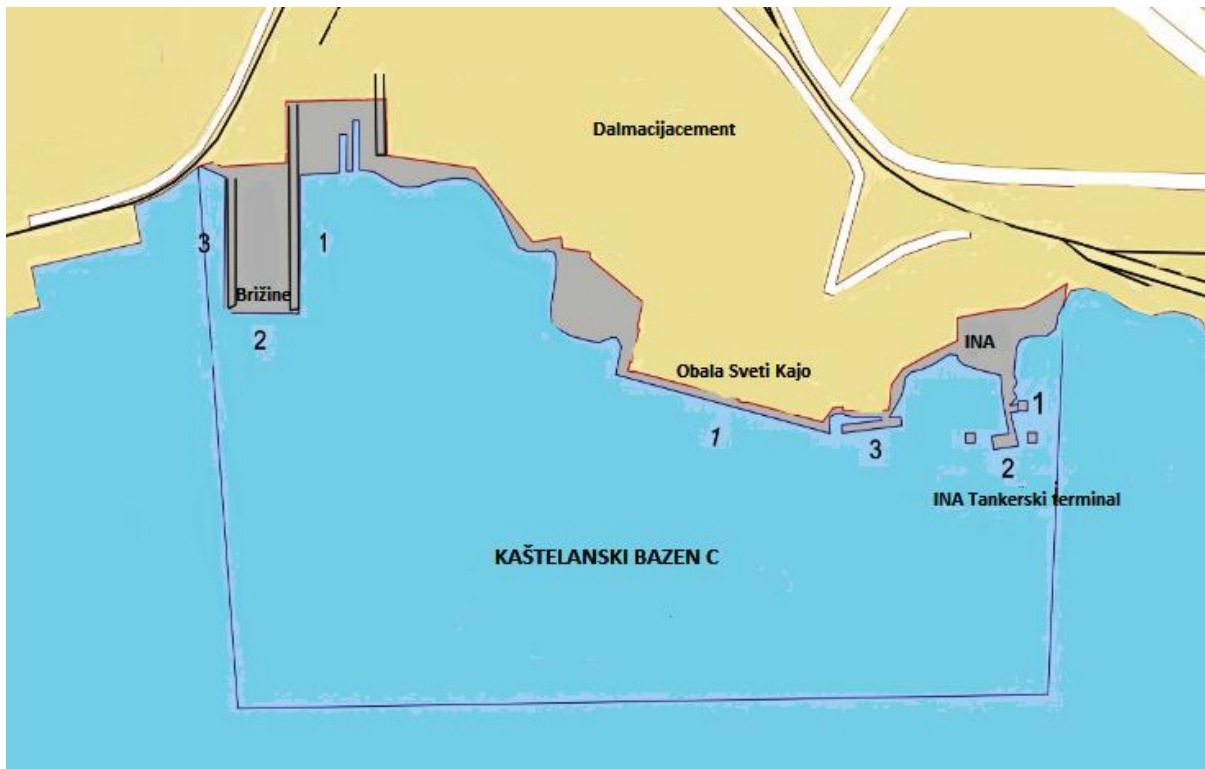 Dalmacijacement
3
1
Brižine
2
INA
Obala Sveti Kajo
1
1
3
2
INA Tankerski terminal
KAŠTELANSKI BAZEN C